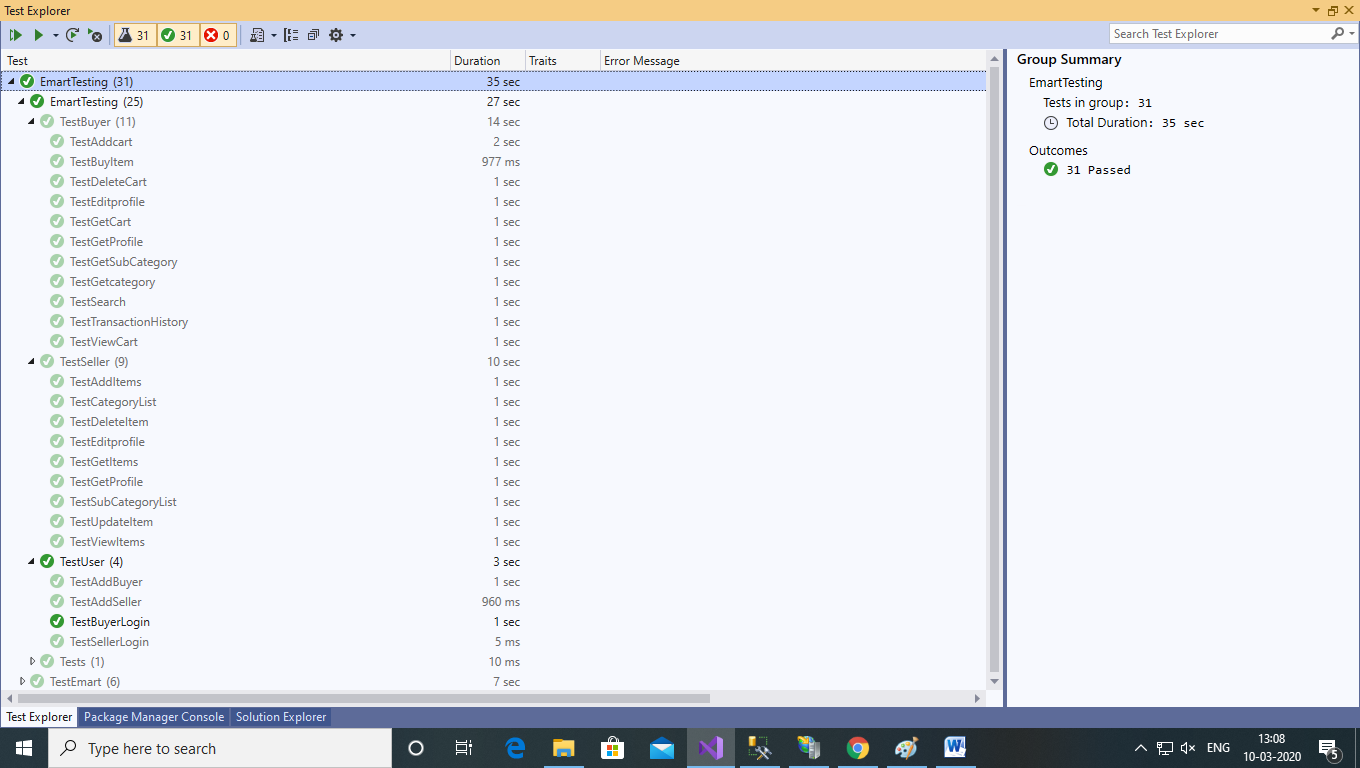 Test Explorer
31 31 0
Search Test Explorer
Test Duration Traits Error Message
EmartTesting (31) 35 sec
EmartTesting (25) 27 sec
TestBuyer (11) 14 sec
TestAddcart 2 sec
TestBuyItem 977 ms
TestDeleteCart 1 sec
TestEditprofile 1 sec
TestGetCart 1 sec
TestGetProfile 1 sec
TestGetSubCategory 1 sec
TestGetcategory 1 sec
TestSearch 1 sec
TestTransactionHistory 1 sec
TestViewCart 1 sec
TestSeller (9) 10 sec
TestAddItems 1 sec
TestCategoryList 1 sec
TestDeleteItem 1 sec
TestEditprofile 1 sec
TestGetItems 1 sec
TestGetProfile 1 sec
TestSubCategoryList 1 sec
TestUpdateItem 1 sec
TestViewItems 1 sec
TestUser (4) 3 sec
TestAddBuyer 1 sec
TestAddSeller 960 ms
TestBuyerLogin 1 sec
TestSellerLogin 5 ms
Tests (1) 10 ms
TestEmart (6) 7 sec
Group Summary
EmartTesting
Tests in group: 31
Total Duration: 35 sec
Outcomes
31 Passed
Test Explorer Package Manager Console Solution Explorer
Type here to search
ENG
13:08
10-03-2020
5